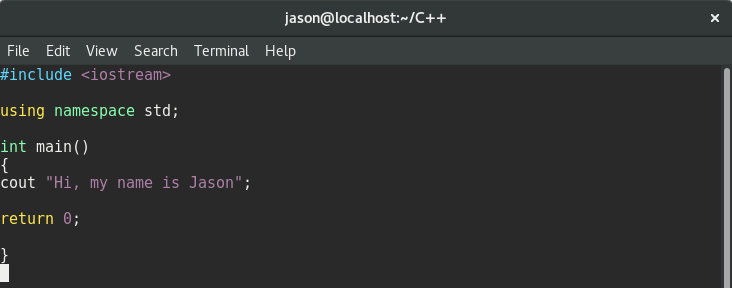 jason@localhost:~/C++
File Edit View Search Terminal Help
#include <iostream>
using namespace std;
int main()
{
cout "Hi, my name is Jason";
return 0;
}